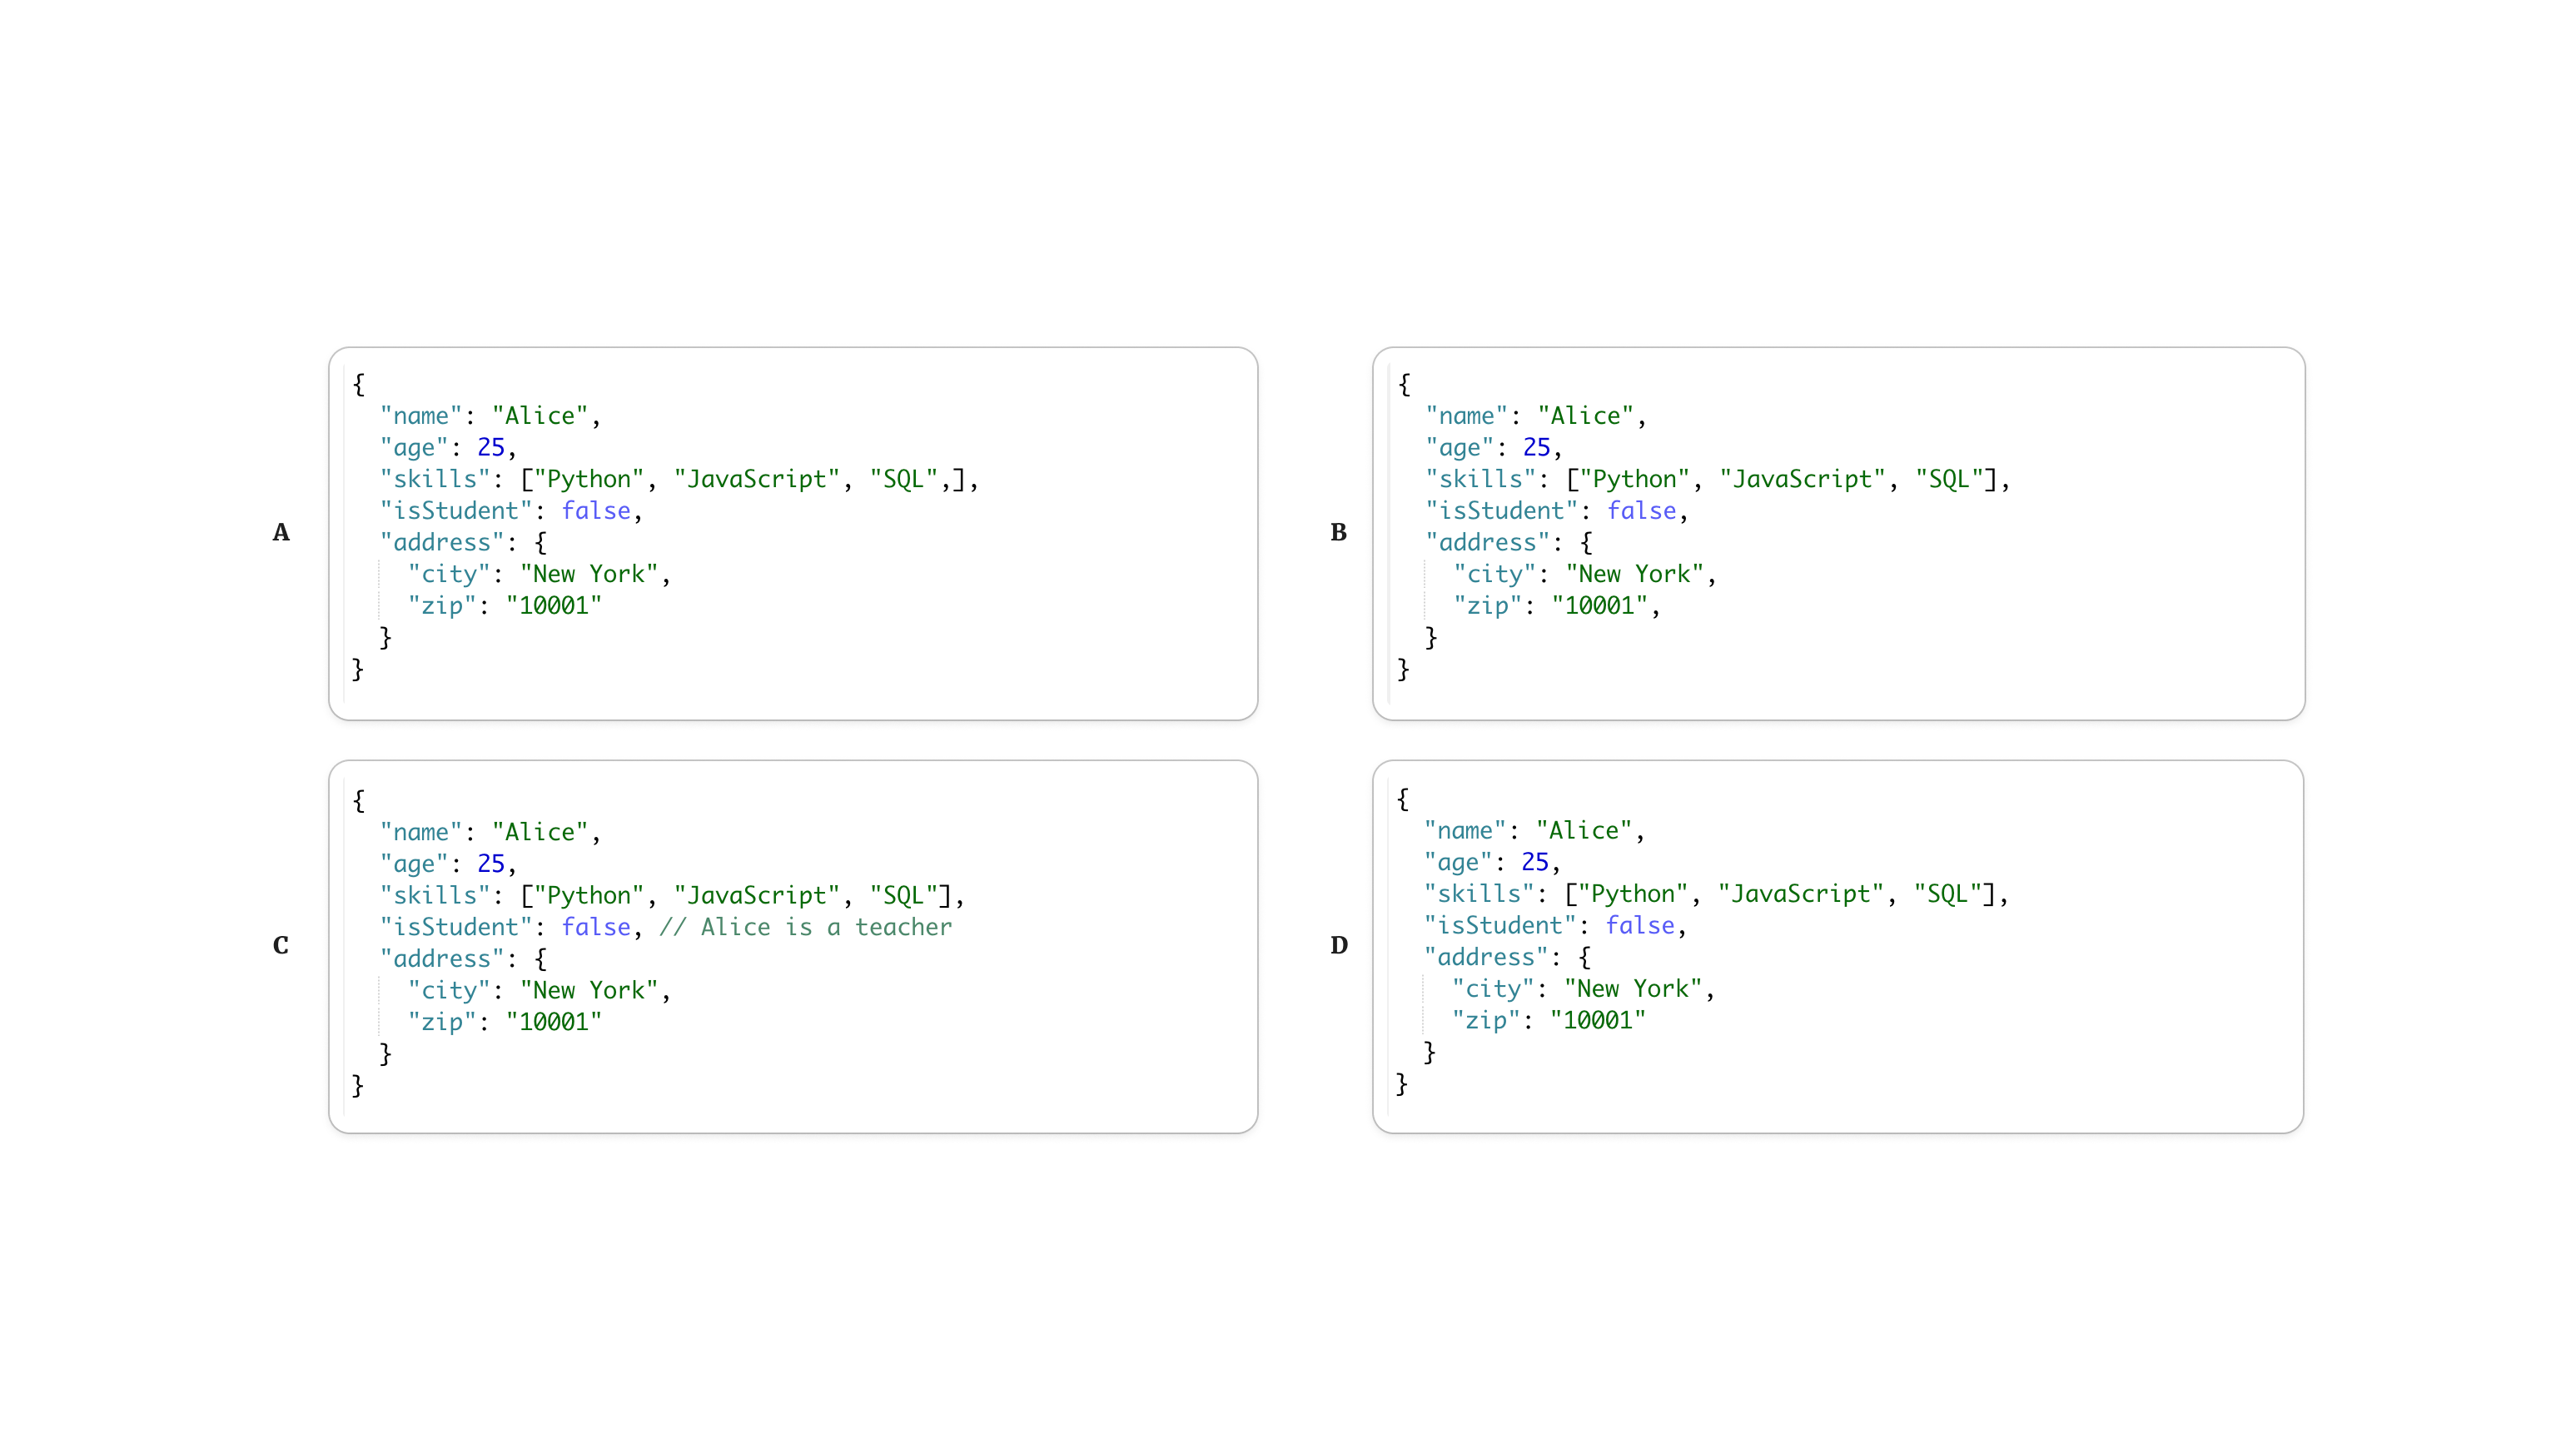 A
{
  "name": "Alice",
  "age": 25,
  "skills": ["Python", "JavaScript", "SQL",],
  "isStudent": false,
  "address": {
    "city": "New York",
    "zip": "10001"
  }
}
B
{
  "name": "Alice",
  "age": 25,
  "skills": ["Python", "JavaScript", "SQL"],
  "isStudent": false,
  "address": {
    "city": "New York",
    "zip": "10001",
  }
}
C
{
  "name": "Alice",
  "age": 25,
  "skills": ["Python", "JavaScript", "SQL"],
  "isStudent": false, // Alice is a teacher
  "address": {
    "city": "New York",
    "zip": "10001"
  }
}
D
{
  "name": "Alice",
  "age": 25,
  "skills": ["Python", "JavaScript", "SQL"],
  "isStudent": false,
  "address": {
    "city": "New York",
    "zip": "10001"
  }
}